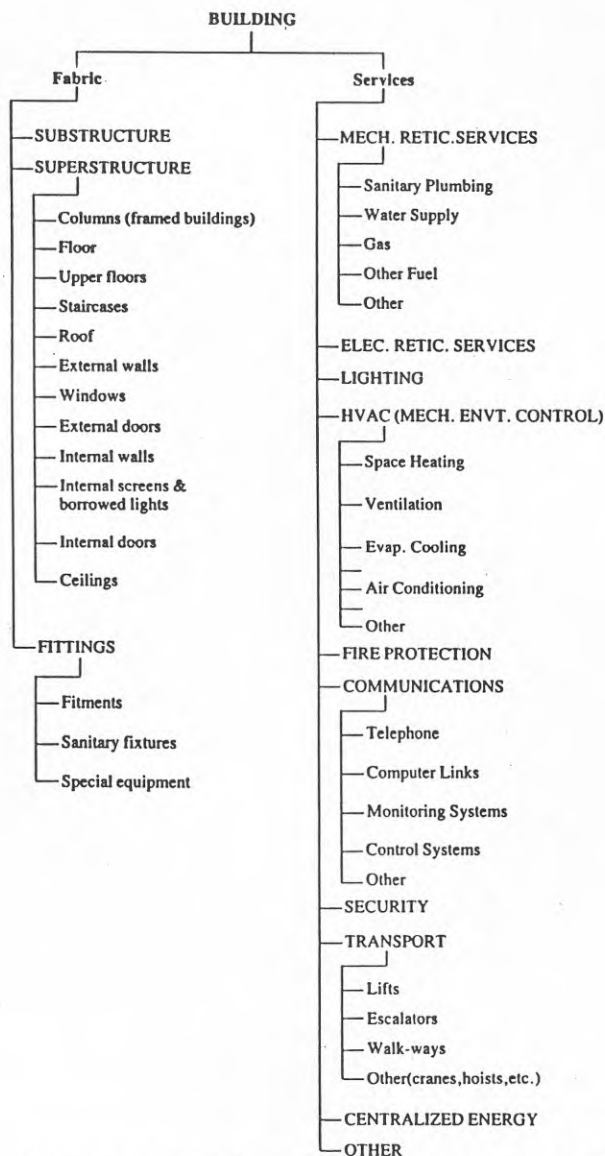 BUILDING
Fabric
SUBSTRUCTURE
SUPERSTRUCTURE
Columns (framed buildings)
Floor
Upper floors
Staircases
Roof
External walls
Windows
External doors
Internal walls
Internal screens &
borrowed lights
Internal doors
Ceilings
FITTINGS
Fitments
Sanitary fixtures
Special equipment
Services
MECH. RETIC.SERVICES
Sanitary Plumbing
Water Supply
Gas
Other Fuel
Other
ELEC. RETIC. SERVICES
LIGHTING
HVAC (MECH. ENVT. CONTROL)
Space Heating
Ventilation
Evap. Cooling
Air Conditioning
Other
FIRE PROTECTION
COMMUNICATIONS
Telephone
Computer Links
Monitoring Systems
Control Systems
Other
SECURITY
TRANSPORT
Lifts
Escalators
Walk-ways
Other(cranes,hoists,etc.)
CENTRALIZED ENERGY
OTHER